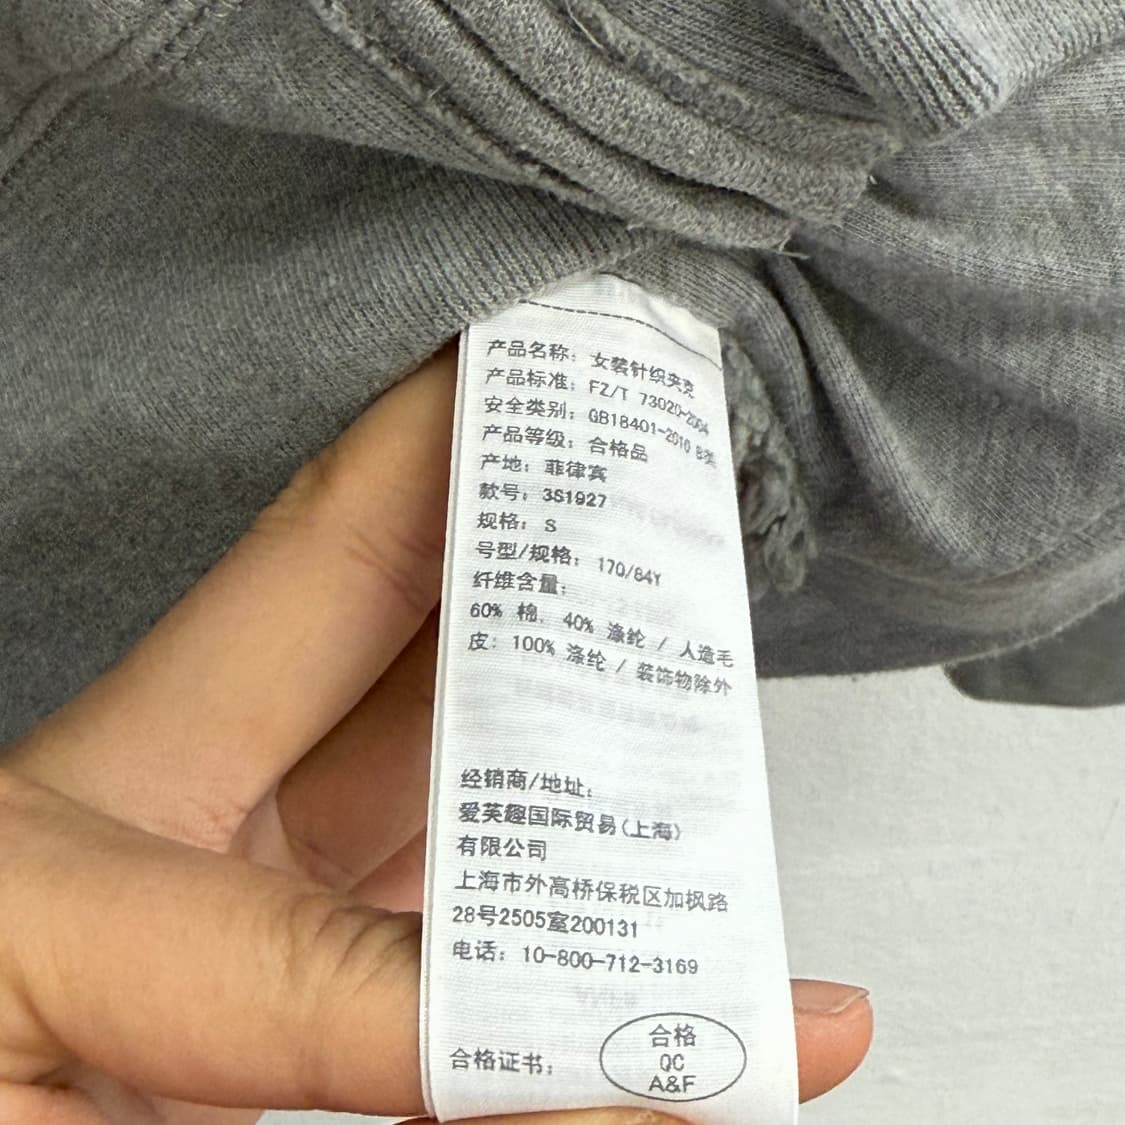 产品名称: 女装针织夹克
产品标准: FZ/T 73020-2004
安全类别: GB18401-2010 B类
产品等级: 合格品
产地: 菲律宾
款号: 3S1927
规格: S
号型/规格: 170/84Y
纤维含量:
60% 棉, 40% 涤纶 / 人造毛
皮: 100% 涤纶 / 装饰物除外
经销商/地址:
爱芙趣国际贸易(上海)
有限公司
上海市外高桥保税区加枫路
28号2505室200131
电话: 10-800-712-3169
合格证书:
合格
QC
A&F